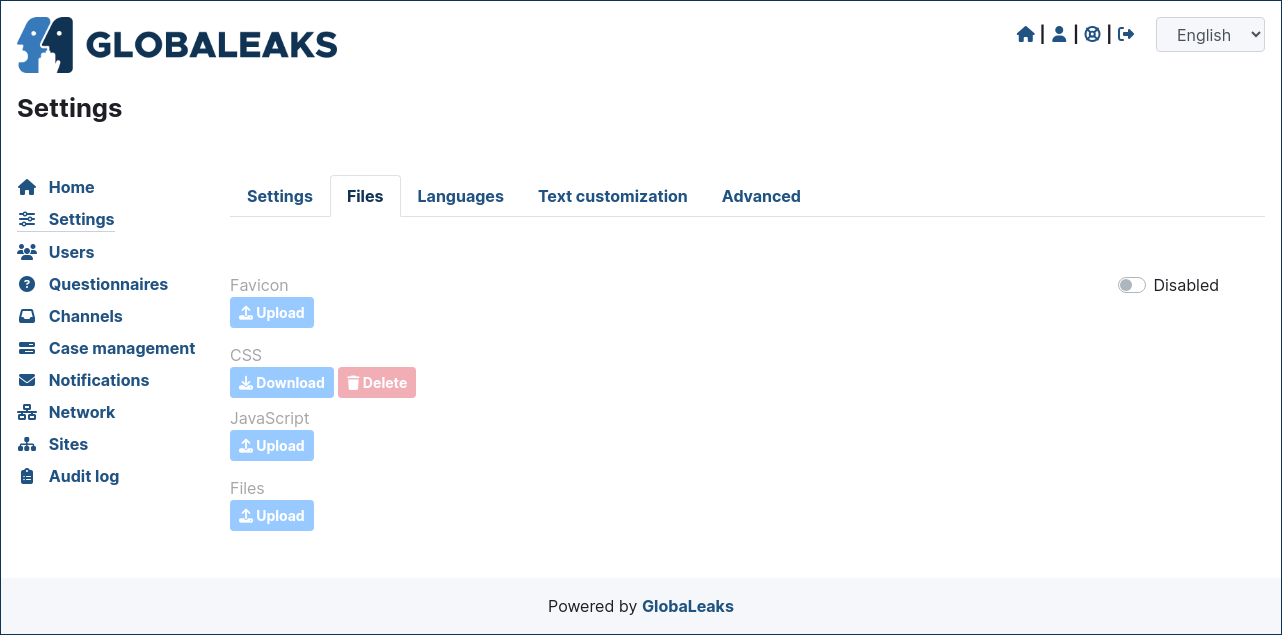 GLOBALEAKS
| | |
English
Settings
Home
Settings
Users
Questionnaires
Channels
Case management
Notifications
Network
Sites
Audit log
Settings Files Languages Text customization Advanced
Favicon
Disabled
Upload
CSS
Download Delete
JavaScript
Upload
Files
Upload
Powered by GlobaLeaks